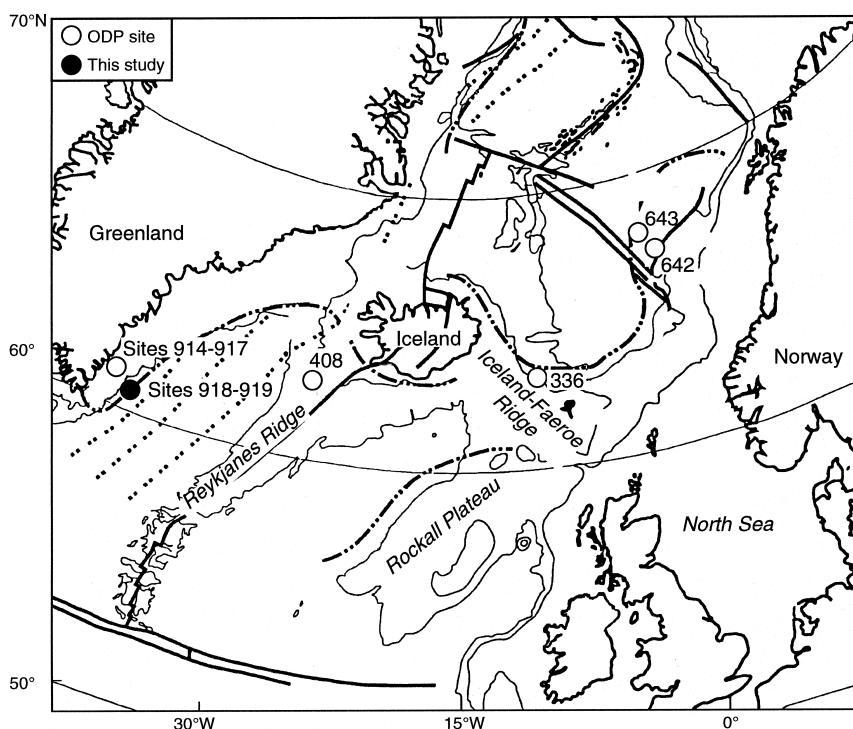 70°N
ODP site
This study
643
Greenland
642
Iceland
60°
Sites 914-917
408
Norway
336
Sites 918-919
Iceland-Faeroe
Ridge
Reykjanes Ridge
Rockall Plateau
North Sea
50°
30°W
15°W
0°